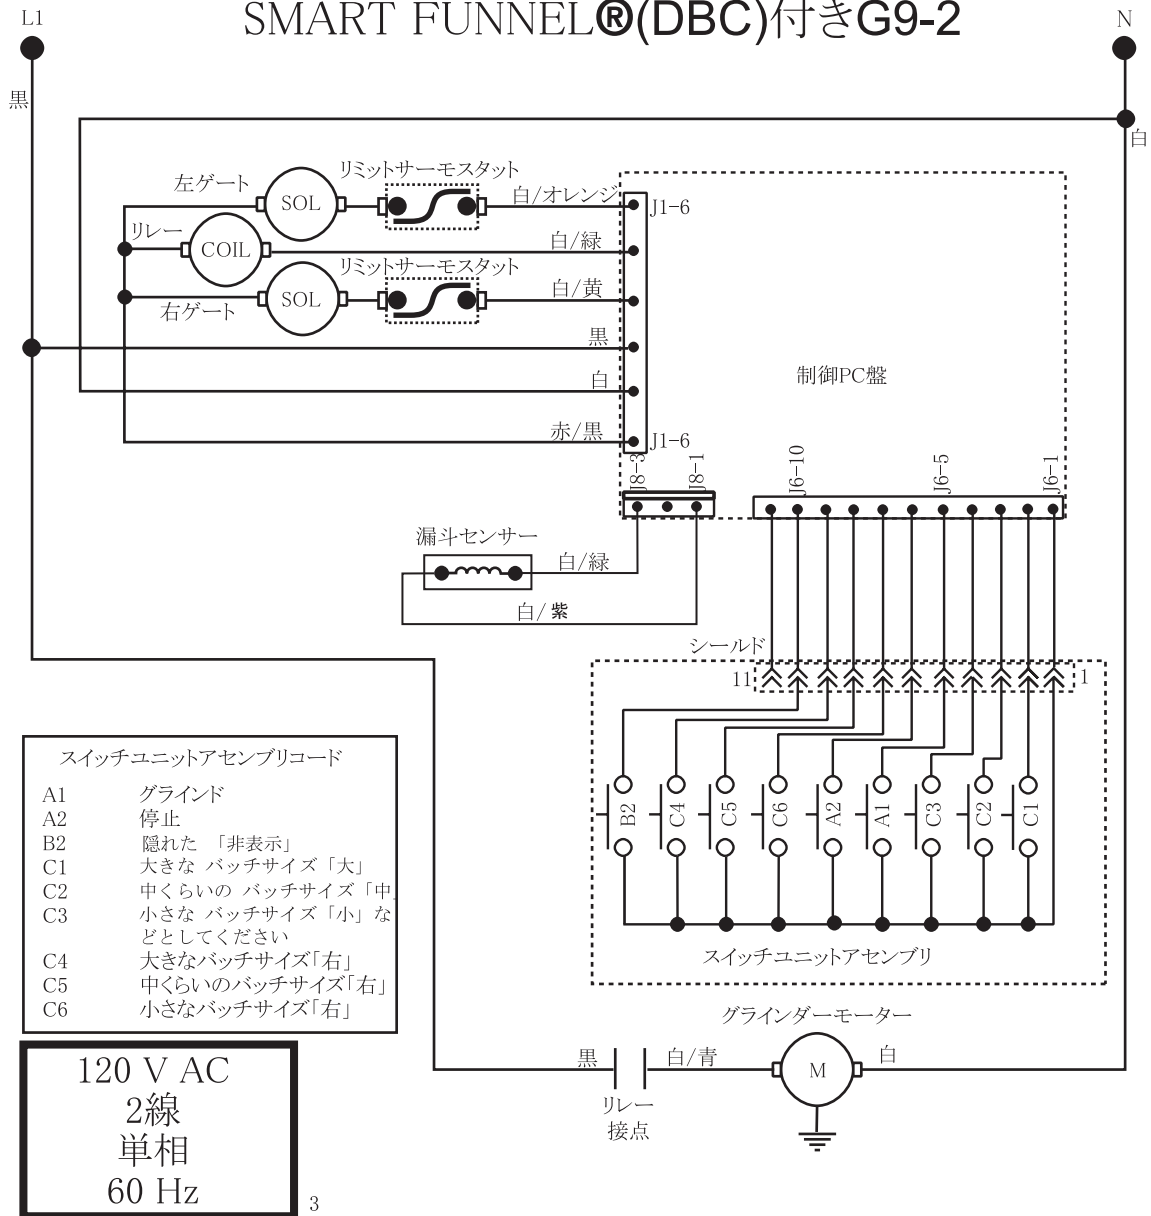 SMART FUNNEL®(DBC)付きG9-2
L1
N
黒
白
左ゲート
SOL
リミットサーモスタット
白/オレンジ
J1-6
リレー
COIL
白/緑
リミットサーモスタット
SOL
白/黄
右ゲート
黒
制御PC盤
白
赤/黒
J1-6
J8-3
J8-1
J6-10
J6-5
J6-1
漏斗センサー
白/緑
白/紫
シールド
11
1
B2
C4
C5
C6
A2
A1
C3
C2
C1
スイッチユニットアセンブリ
スイッチユニットアセンブリコード
A1 グラインド
A2 停止
B2 隠れた 「非表示」
C1 大きな バッチサイズ「大」
C2 中くらいの バッチサイズ「中
C3 小さな バッチサイズ「小」な
どとしてください
C4 大きなバッチサイズ「右」
C5 中くらいのバッチサイズ「右」
C6 小さなバッチサイズ「右」
グラインダーモーター
黒
白/青
M
白
リレー
接点
120 V AC
2線
単相
60 Hz
3